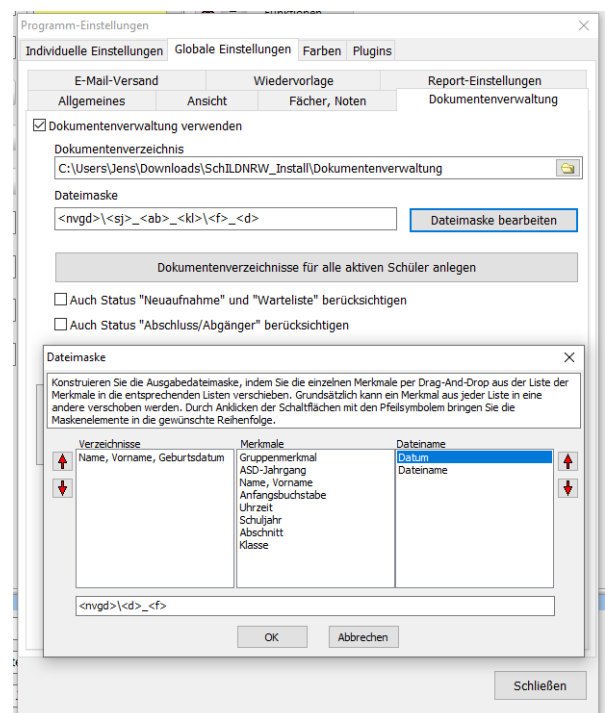 Funktionen
Programm-Einstellungen
Individuelle Einstellungen Globale Einstellungen Farben Plugins
E-Mail-Versand Wiedervorlage Report-Einstellungen
Allgemeines Ansicht Fächer, Noten Dokumentenverwaltung
Dokumentenverwaltung verwenden
Dokumentenverzeichnis
C:\Users\Jens\Downloads\SchILDNRW_Install\Dokumentenverwaltung
Dateimaske
<nvgd>\<sj>_<ab>_<kl>\<f>_<d>
Dateimaske bearbeiten
Dokumentenverzeichnisse für alle aktiven Schüler anlegen
Auch Status "Neuaufnahme" und "Warteliste" berücksichtigen
Auch Status "Abschluss/Abgänger" berücksichtigen
Dateimaske
Konstruieren Sie die Ausgabedateimaske, indem Sie die einzelnen Merkmale per Drag-And-Drop aus der Liste der
Merkmale in die entsprechenden Listen verschieben. Grundsätzlich kann ein Merkmal aus jeder Liste in eine
andere verschoben werden. Durch Anklicken der Schaltflächen mit den Pfeilsymbolem bringen Sie die
Maskenelemente in die gewünschte Reihenfolge.
Verzeichnisse
Name, Vorname, Geburtsdatum
Merkmale
Gruppenmerkmal
ASD-Jahrgang
Name, Vorname
Anfangsbuchstabe
Uhrzeit
Schuljahr
Abschnitt
Klasse
Dateiname
Datum
Dateiname
<nvgd>\<d>_<f>
OK Abbrechen
Schließen